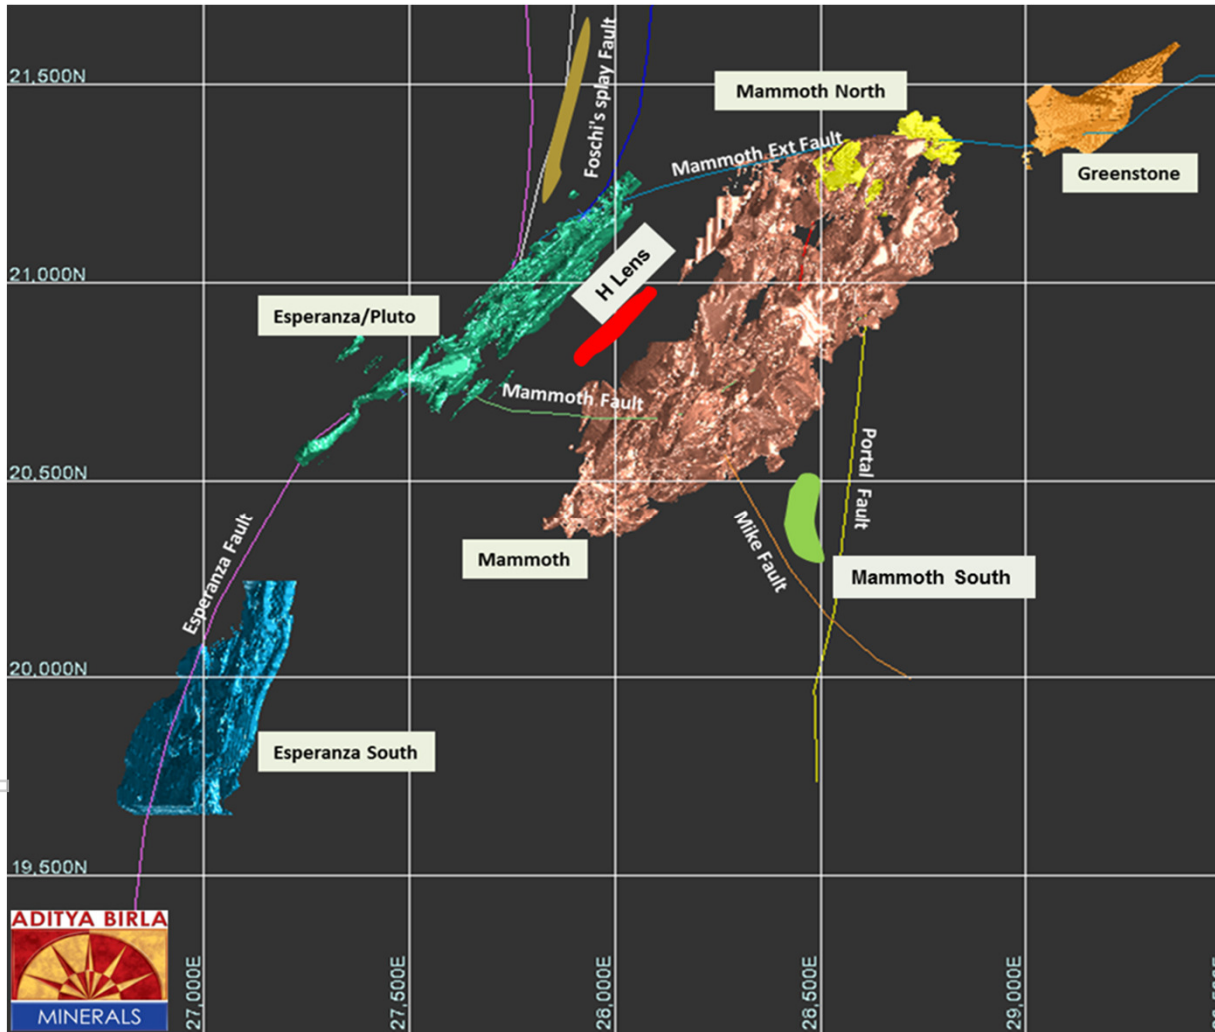 21,500N
Foschi's splay Fault
Mammoth North
Mammoth Ext Fault
Greenstone
21,000N
H Lens
Esperanza/Pluto
Mammoth Fault
20,500N
Portal Fault
Mike Fault
Mammoth
Mammoth South
Esperanza Fault
20,000N
Esperanza South
19,500N
27,000E
27,500E
28,000E
28,500E
29,000E
ADITYA BIRLA
MINERALS